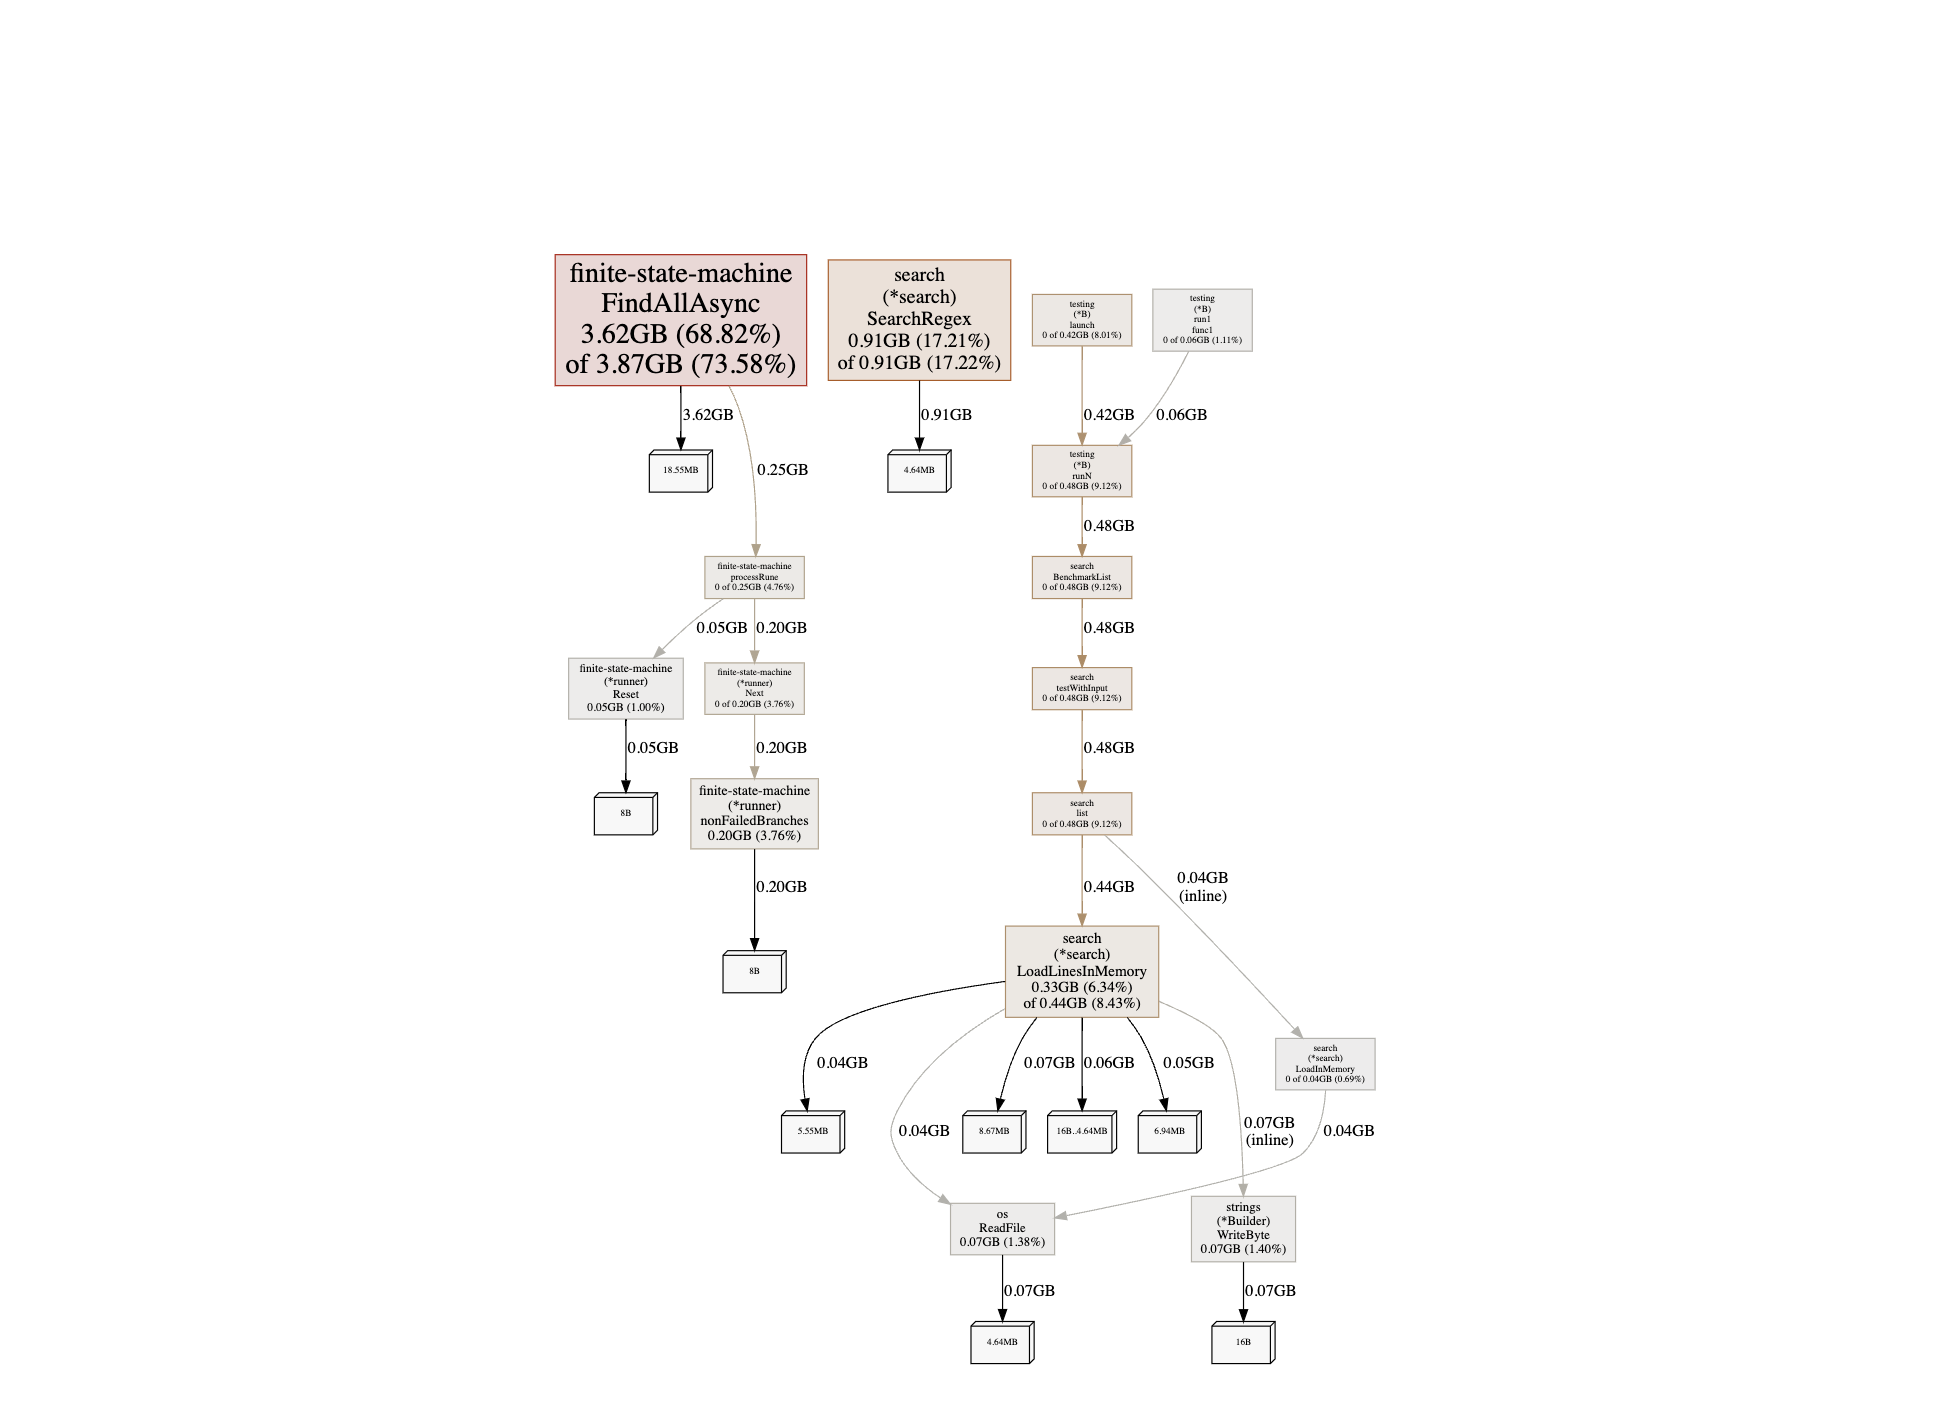 finite-state-machine
FindAllAsync
3.62GB (68.82%)
of 3.87GB (73.58%)
search
(*search)
SearchRegex
0.91GB (17.21%)
of 0.91GB (17.22%)
testing
(*B)
launch
0 of 0.42GB (8.01%)
testing
(*B)
run1
func1
0 of 0.06GB (1.11%)
3.62GB
0.91GB
0.42GB
0.06GB
18.55MB
0.25GB
4.64MB
testing
(*B)
runN
0 of 0.48GB (9.12%)
0.48GB
finite-state-machine
processRune
0 of 0.25GB (4.76%)
search
BenchmarkList
0 of 0.48GB (9.12%)
0.05GB
0.20GB
0.48GB
finite-state-machine
(*runner)
Reset
0.05GB (1.00%)
finite-state-machine
(*runner)
Next
0 of 0.20GB (3.76%)
search
testWithInput
0 of 0.48GB (9.12%)
0.05GB
0.20GB
0.48GB
8B
finite-state-machine
(*runner)
nonFailedBranches
0.20GB (3.76%)
search
list
0 of 0.48GB (9.12%)
0.20GB
0.44GB
0.04GB
(inline)
8B
search
(*search)
LoadLinesInMemory
0.33GB (6.34%)
of 0.44GB (8.43%)
0.04GB
0.07GB
0.06GB
0.05GB
search
(*search)
LoadInMemory
0 of 0.04GB (0.69%)
5.55MB
0.04GB
8.67MB
16B..4.64MB
6.94MB
0.07GB
(inline)
0.04GB
os
ReadFile
0.07GB (1.38%)
strings
(*Builder)
WriteByte
0.07GB (1.40%)
0.07GB
0.07GB
4.64MB
16B